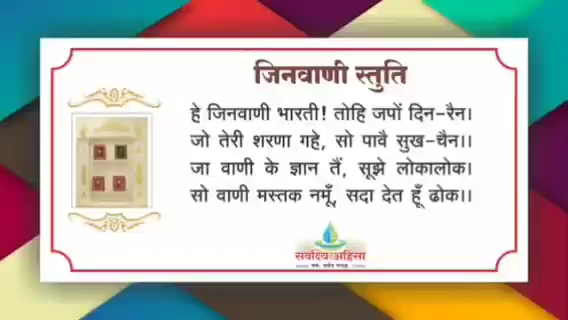 जिनवाणी स्तुति
हे जिनवाणी भारती! तोहि जपों दिन-रैन।
जो तेरी शरणा गहे, सो पावै सुख-चैन।।
जा वाणी के ज्ञान तैं, सूझे लोकालोक।
सो वाणी मस्तक नमूँ, सदा देत हूँ ढोक।।
सर्वोदय अहिंसा